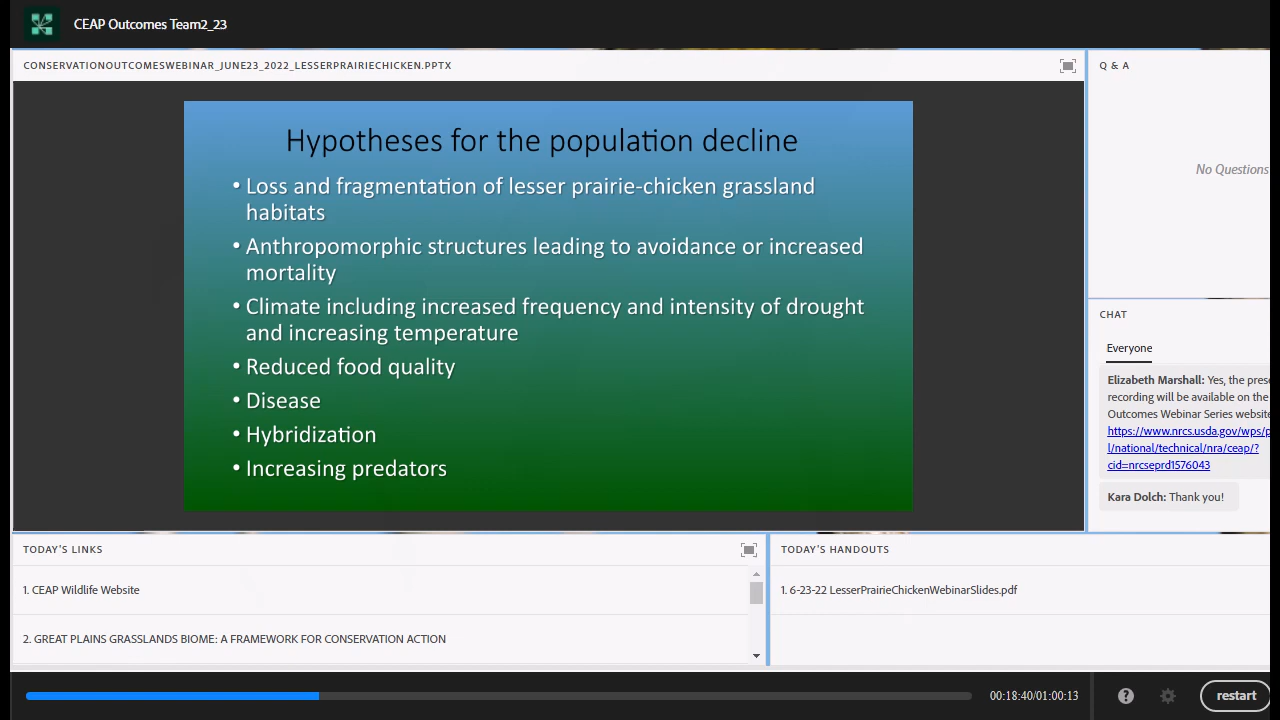 CEAP Outcomes Team2_23
CONSERVATIONOUTCOMESWEBINAR_JUNE23_2022_LESSERPRAIRIECHICKEN.PPTX
Hypotheses for the population decline
• Loss and fragmentation of lesser prairie-chicken grassland
habitats
• Anthropomorphic structures leading to avoidance or increased
mortality
• Climate including increased frequency and intensity of drought
and increasing temperature
• Reduced food quality
• Disease
• Hybridization
• Increasing predators
Q & A
No Questions
CHAT
Everyone
Elizabeth Marshall: Yes, the prese
recording will be available on the
Outcomes Webinar Series website
https://www.nrcs.usda.gov/wps/p
l/national/technical/nra/ceap/?
cid=nrcseprd1576043
Kara Dolch: Thank you!
TODAY'S LINKS
1. CEAP Wildlife Website
2. GREAT PLAINS GRASSLANDS BIOME: A FRAMEWORK FOR CONSERVATION ACTION
TODAY'S HANDOUTS
1. 6-23-22 LesserPrairieChickenWebinarSlides.pdf
00:18:40/01:00:13
?
restart